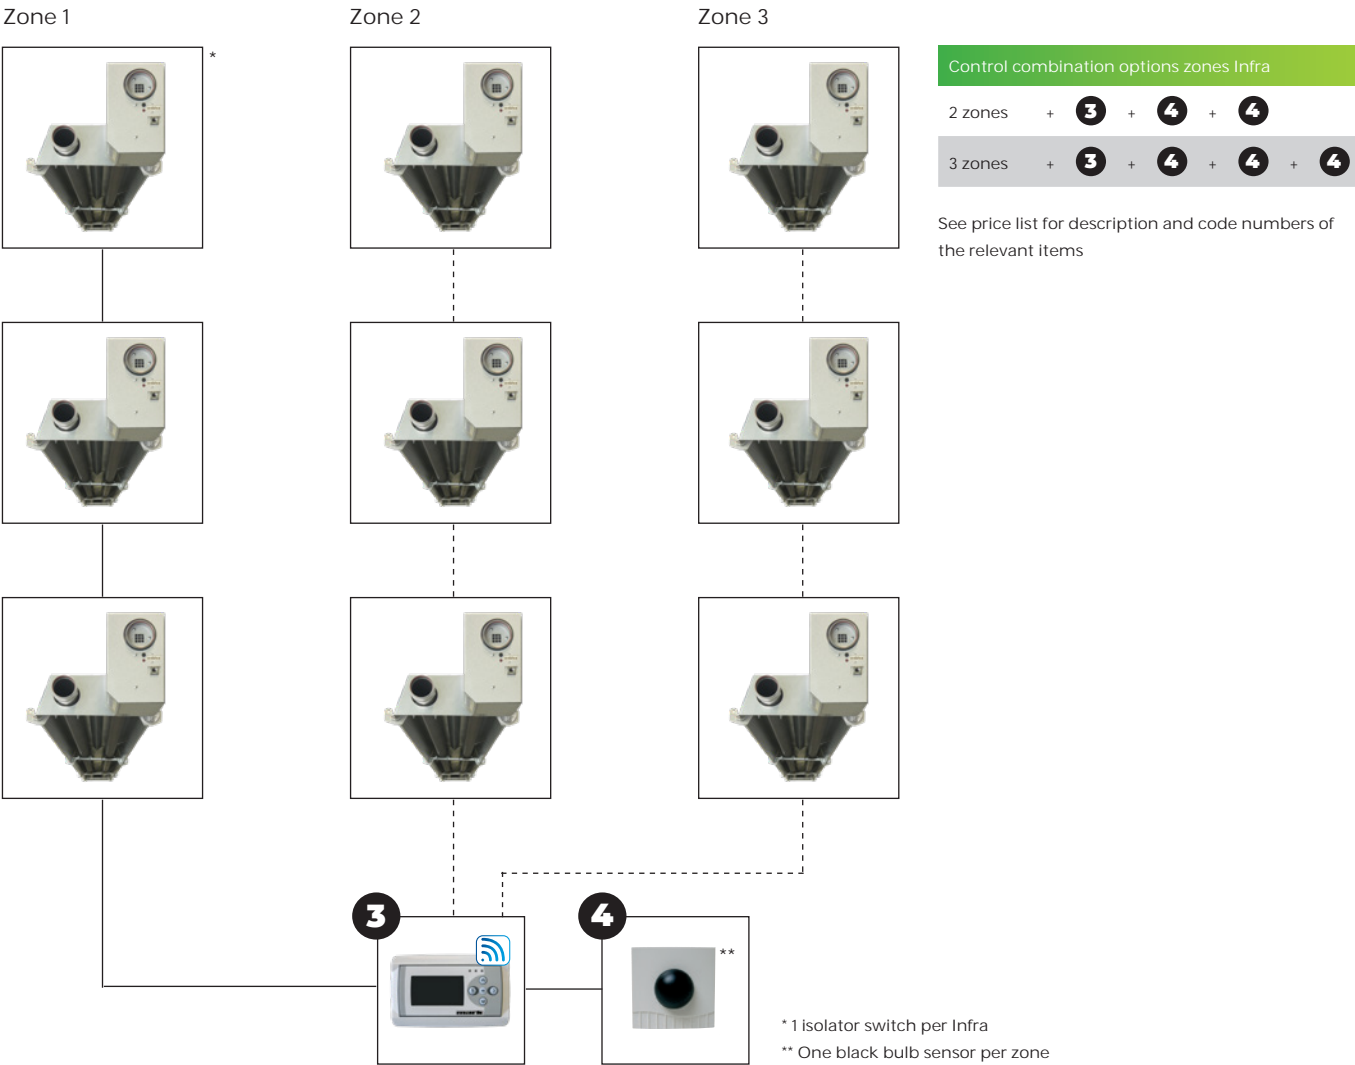 Zone 1
Zone 2
Zone 3
*
Control combination options zones Infra
2 zones + 3 + 4 + 4
3 zones + 3 + 4 + 4 + 4
See price list for description and code numbers of
the relevant items
3
4
**
* 1 isolator switch per Infra
** One black bulb sensor per zone